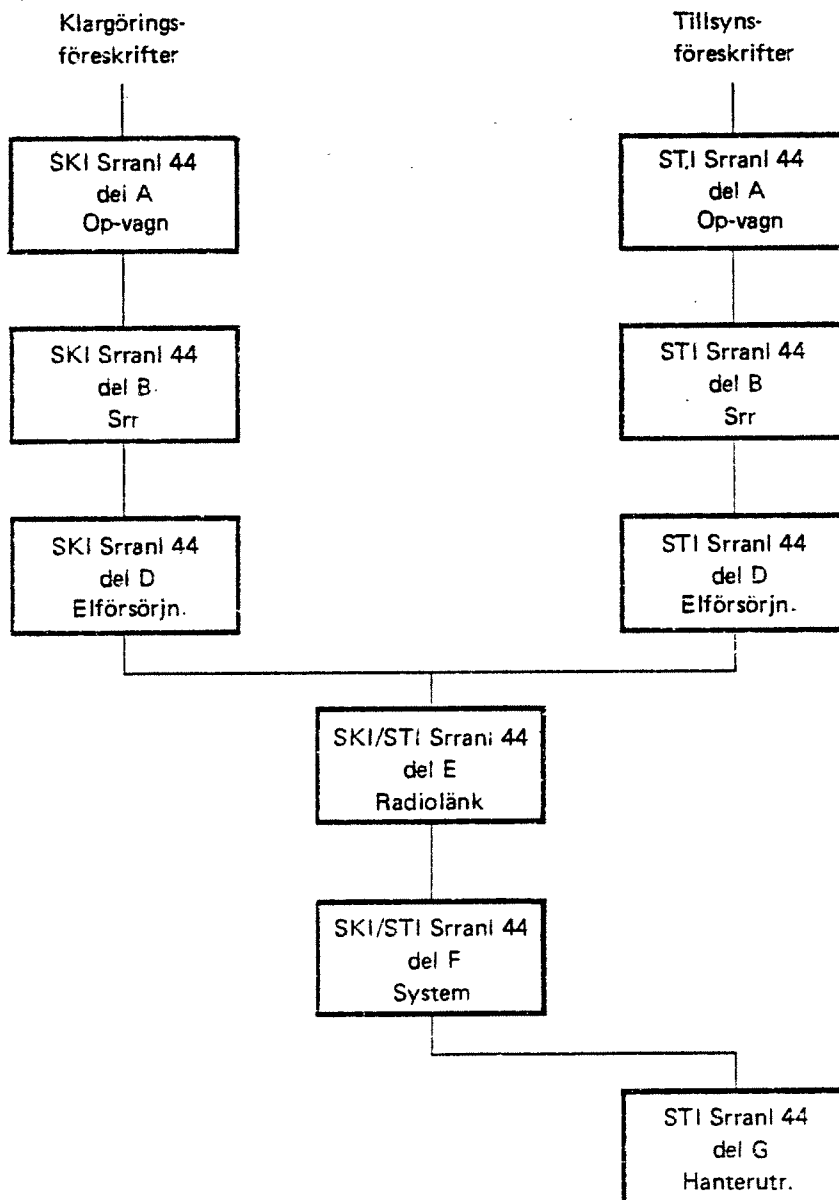 Klargörings-
föreskrifter
Tillsyns-
föreskrifter
SKI Srranl 44
del A
Op-vagn
STI Srranl 44
del A
Op-vagn
SKI Srranl 44
del B
Srr
STI Srranl 44
del B
Srr
SKI Srranl 44
del D
Elförsörjn.
STI Srranl 44
del D
Elförsörjn.
SKI/STI Srranl 44
del E
Radiolänk
SKI/STI Srranl 44
del F
System
STI Srranl 44
del G
Hanterutr.